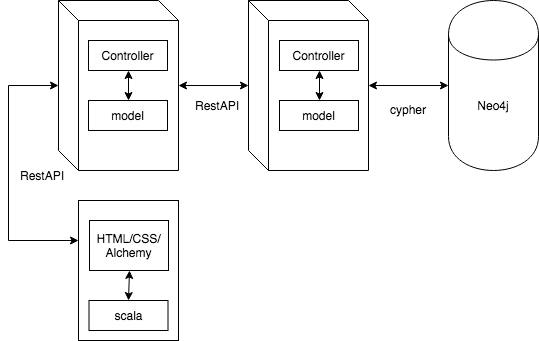 Controller
model
RestAPI
Controller
model
cypher
Neo4j
RestAPI
HTML/CSS/
Alchemy
scala